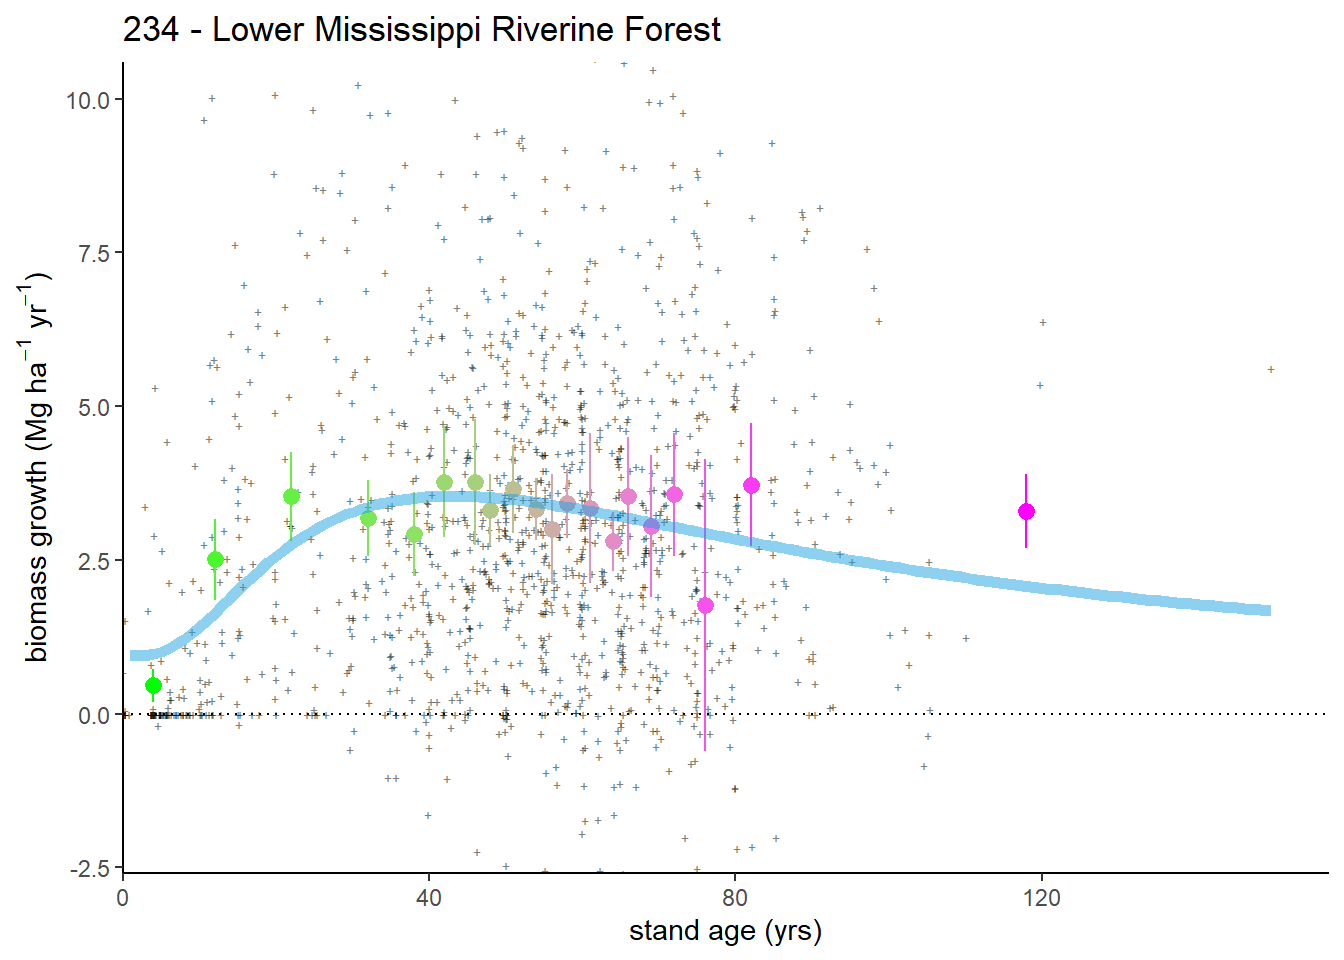 234 - Lower Mississippi Riverine Forest
biomass growth (Mg ha⁻¹ yr⁻¹)
10.0
7.5
5.0
2.5
0.0
-2.5
0 40 80 120
stand age (yrs)